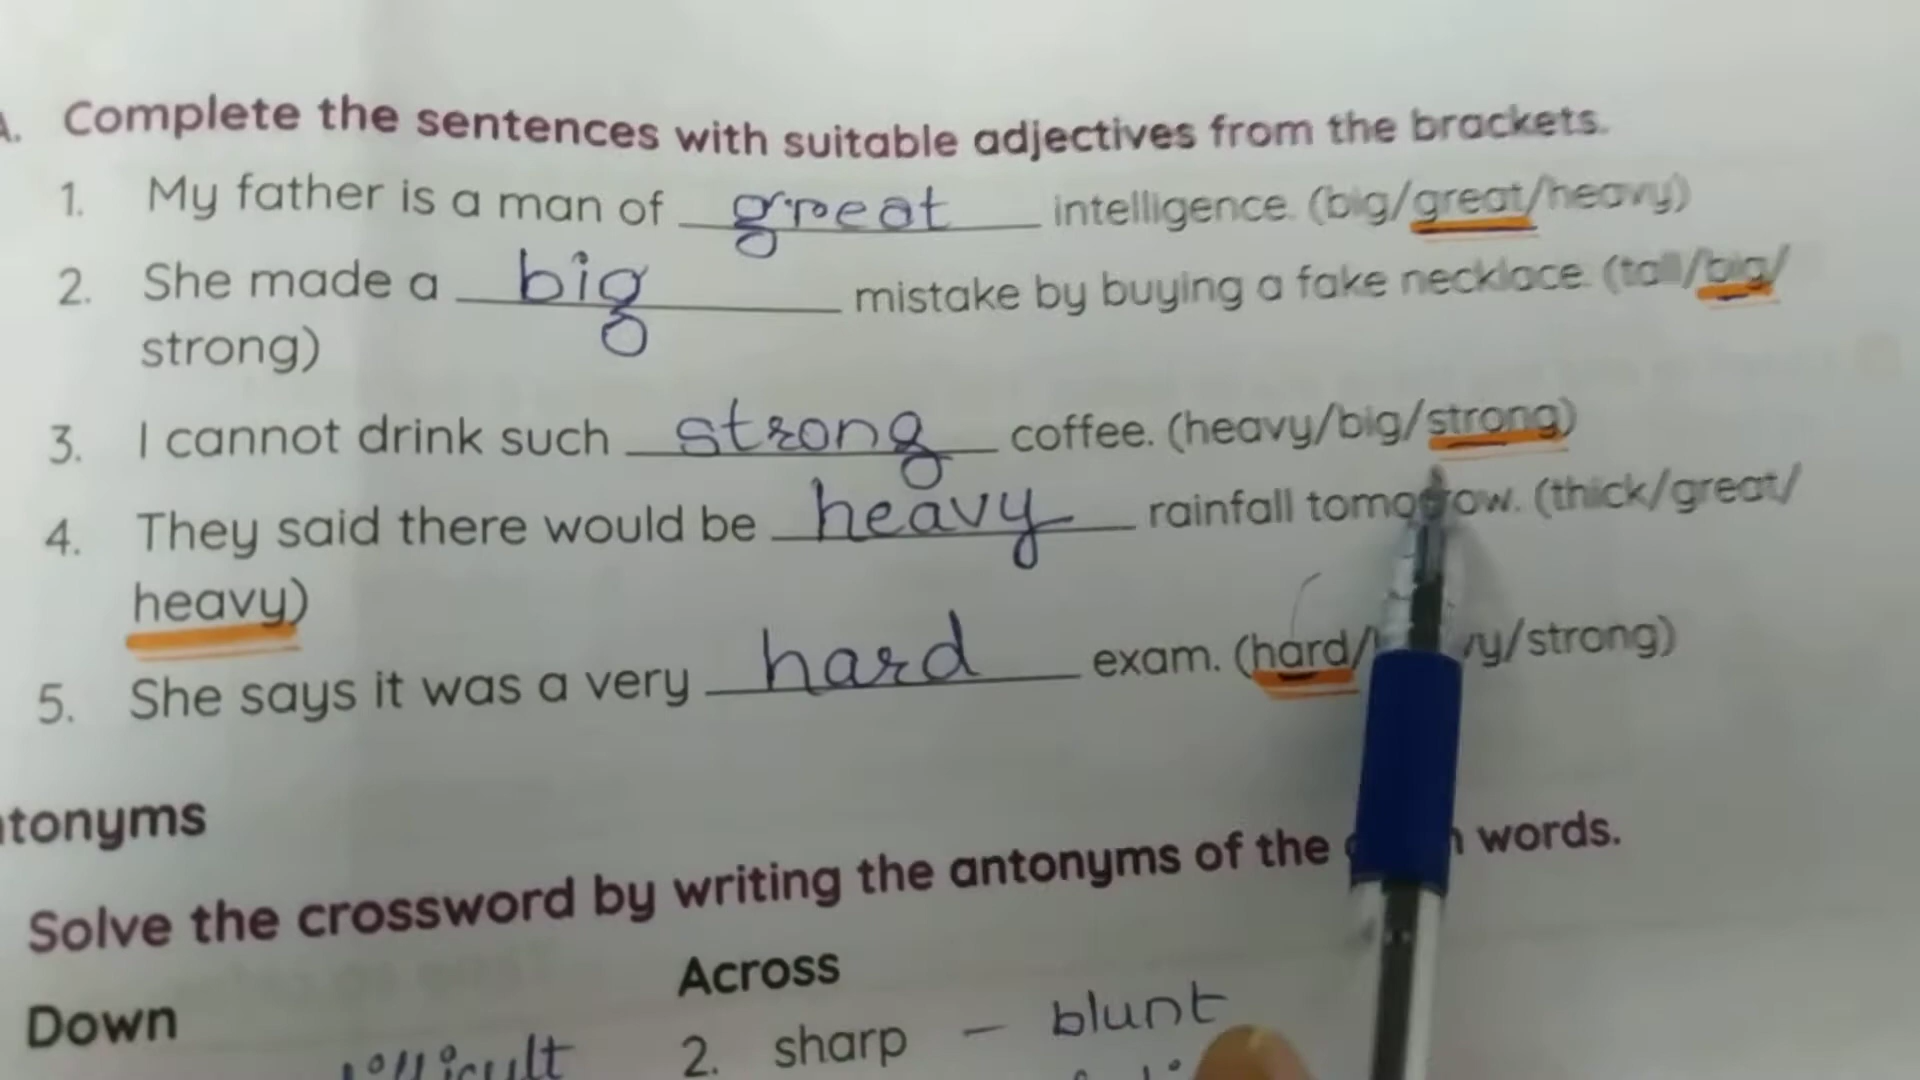 A. Complete the sentences with suitable adjectives from the brackets.
1. My father is a man of great intelligence. (big/great/heavy)
2. She made a big mistake by buying a fake necklace. (tall/big/
strong)
3. I cannot drink such strong coffee. (heavy/big/strong)
4. They said there would be heavy rainfall tomorrow. (thick/great/
heavy)
5. She says it was a very hard exam. (hard/ /strong)
tonyms
Solve the crossword by writing the antonyms of the words.
Across
Down
2. sharp – blunt
difficult